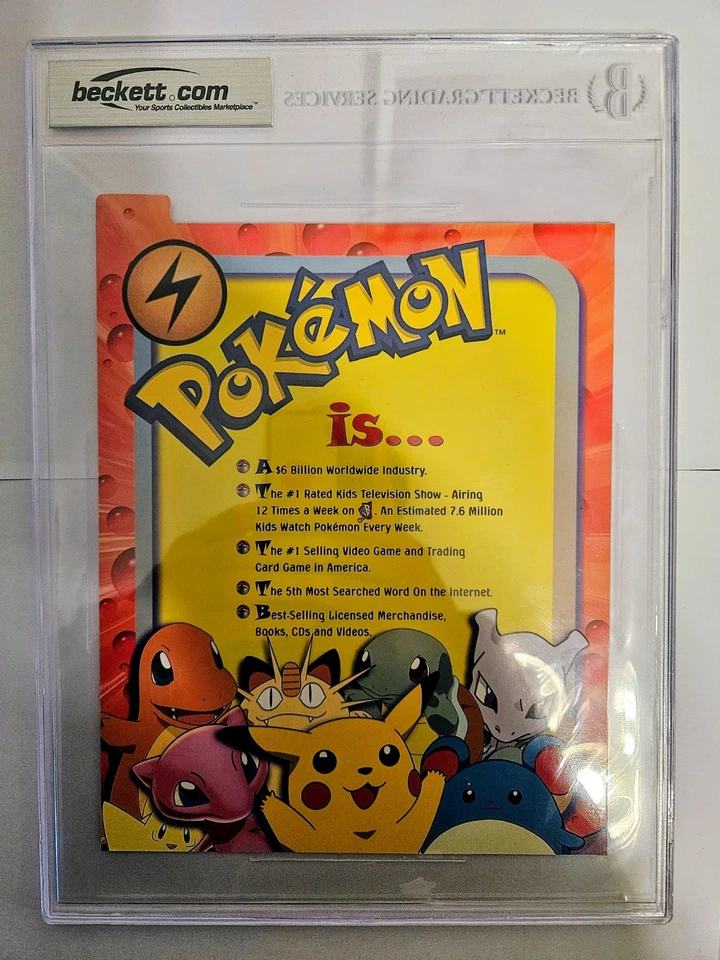 beckett.com
Your Sports Collectibles Marketplace™
BECKETT GRADING SERVICES
B
POKéMON™
is...
A $6 Billion Worldwide Industry.
The #1 Rated Kids Television Show - Airing
12 Times a Week on . An Estimated 7.6 Million
Kids Watch Pokémon Every Week.
The #1 Selling Video Game and Trading
Card Game in America.
The 5th Most Searched Word On the Internet.
Best-Selling Licensed Merchandise,
Books, CDs and Videos.